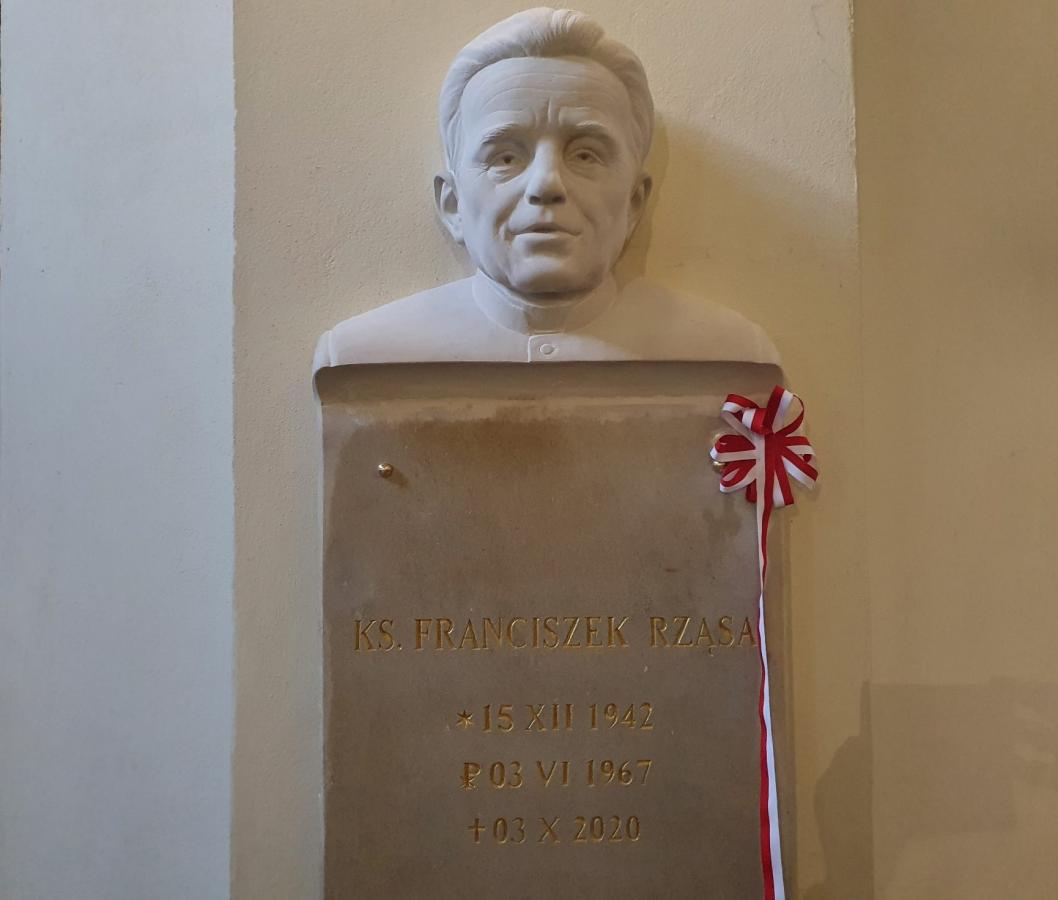 KS. FRANCISZEK RZĄSA
* 15 XII 1942
☧ 03 VI 1967
✝ 03 X 2020